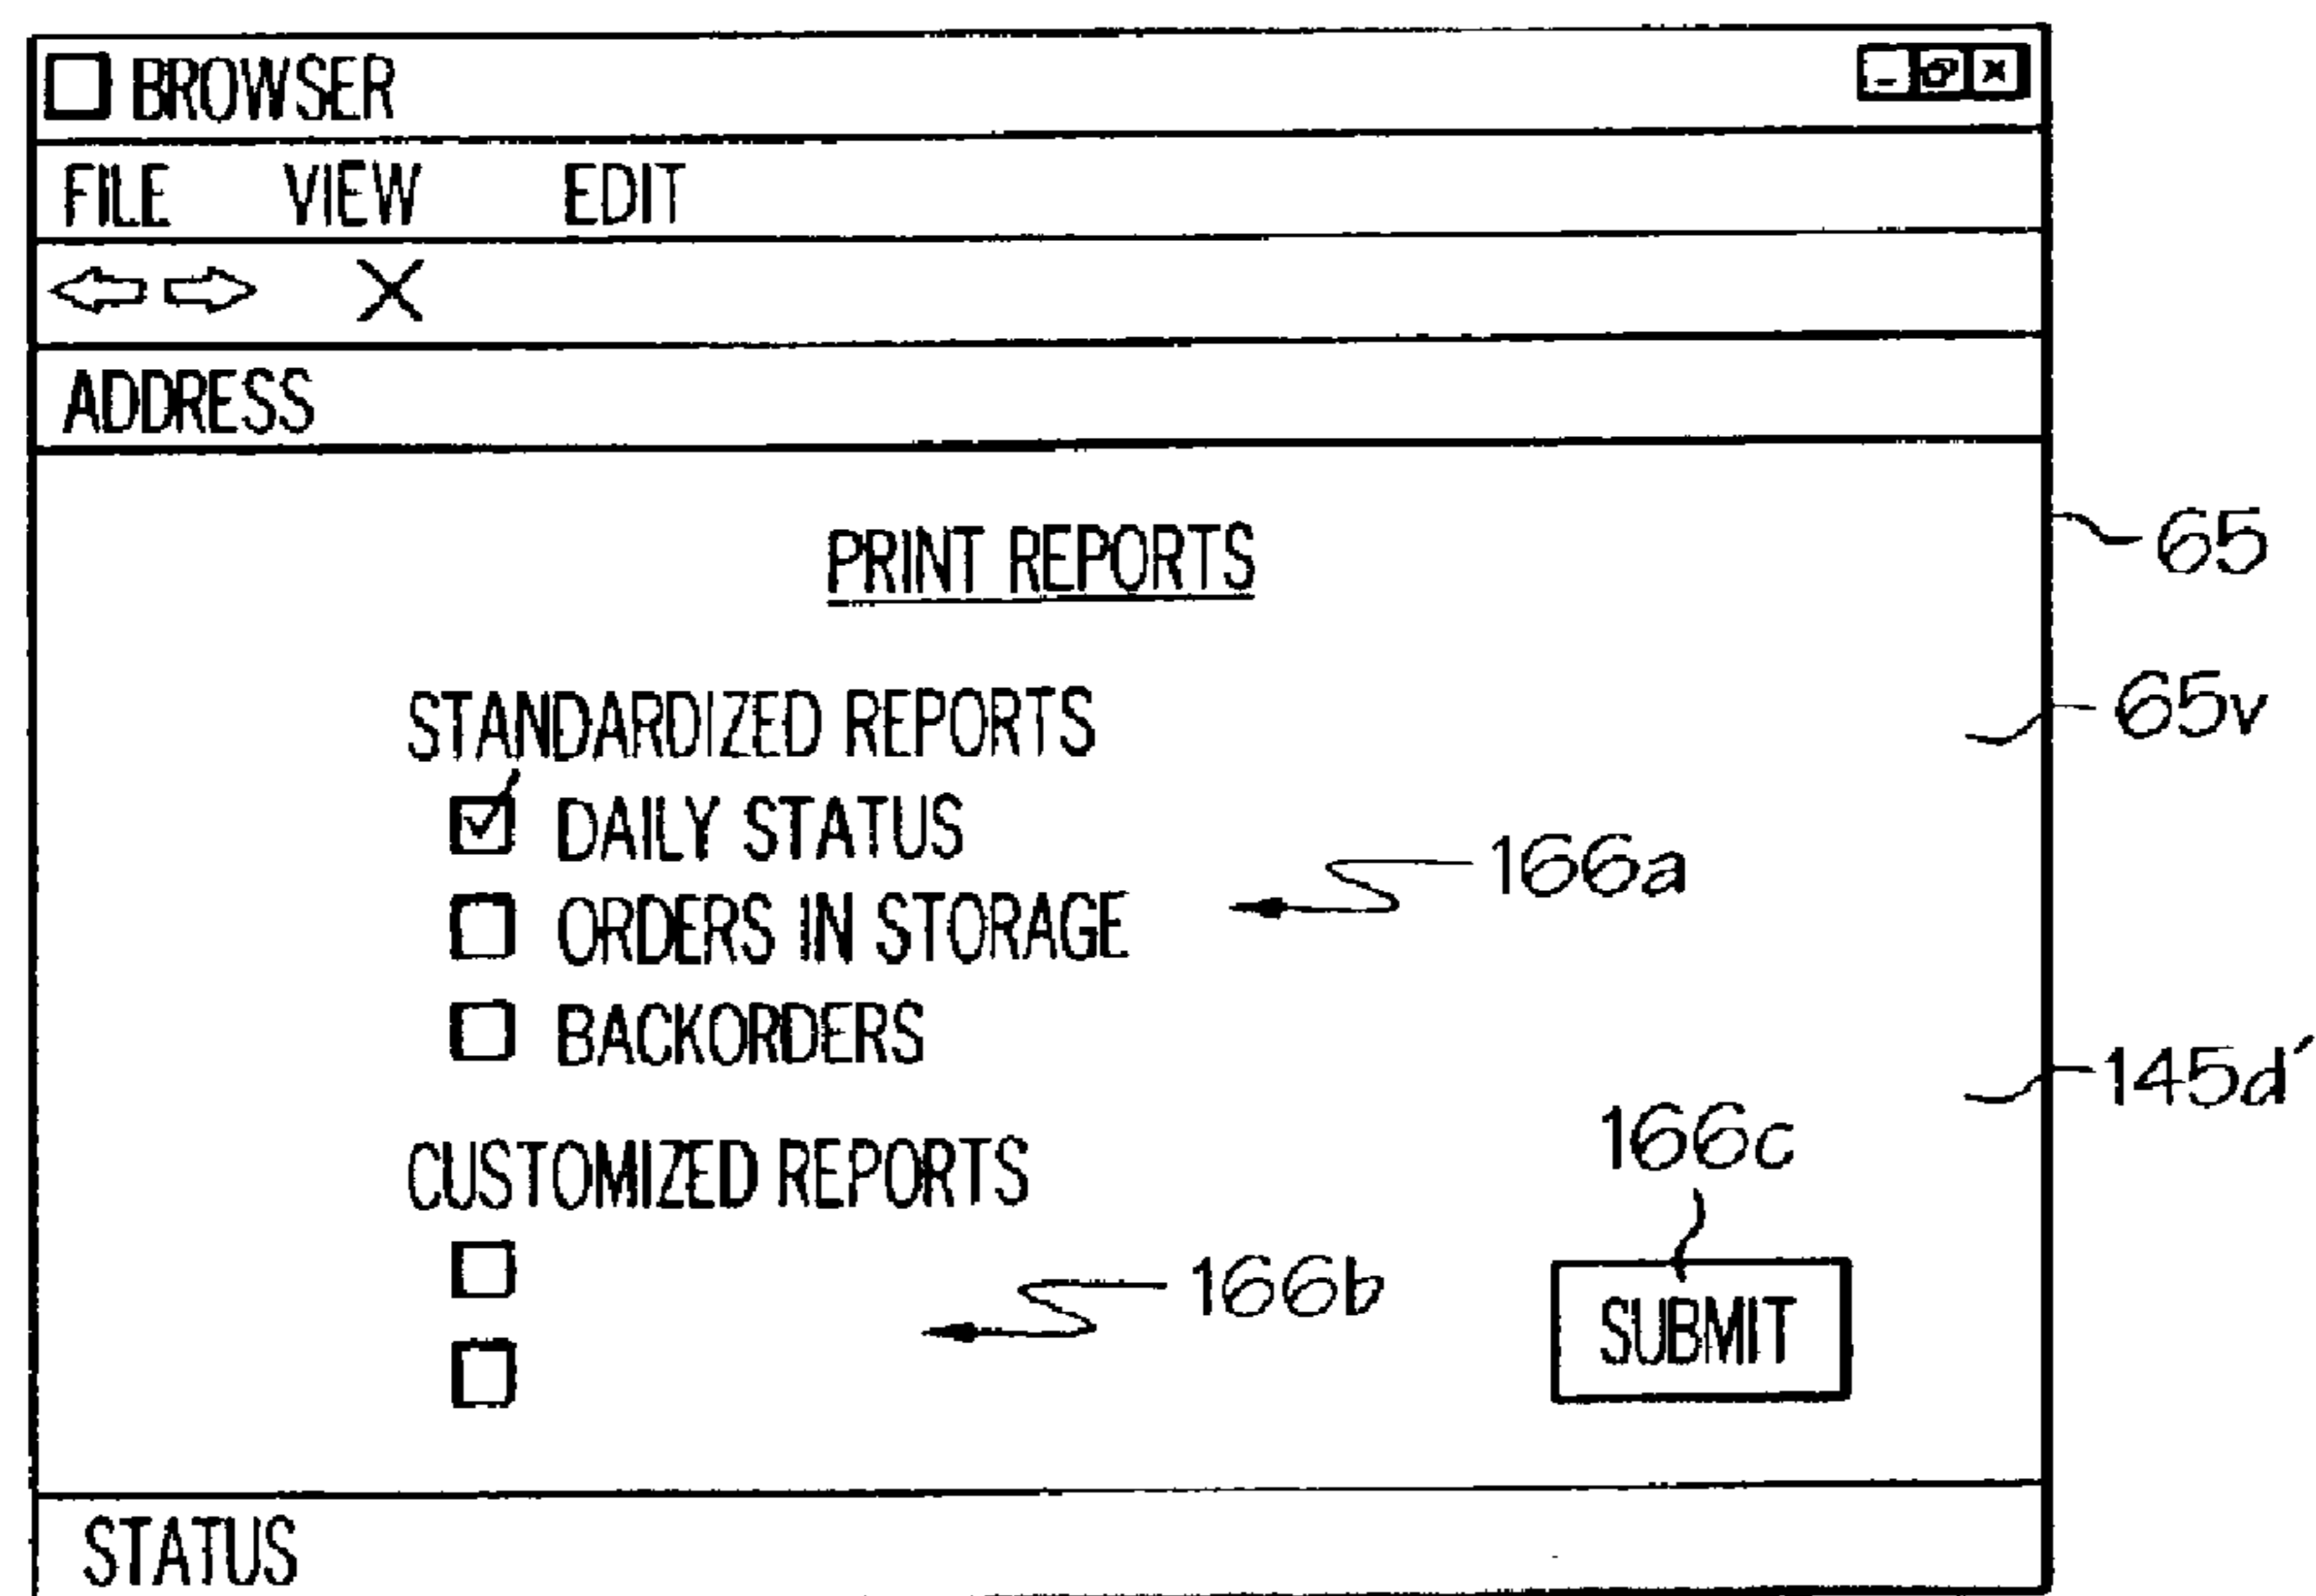 BROWSER
FILE VIEW EDIT
ADDRESS
PRINT REPORTS
65
STANDARDIZED REPORTS
65v
DAILY STATUS
166a
ORDERS IN STORAGE
BACKORDERS
145d'
166c
CUSTOMIZED REPORTS
166b
SUBMIT
STATUS